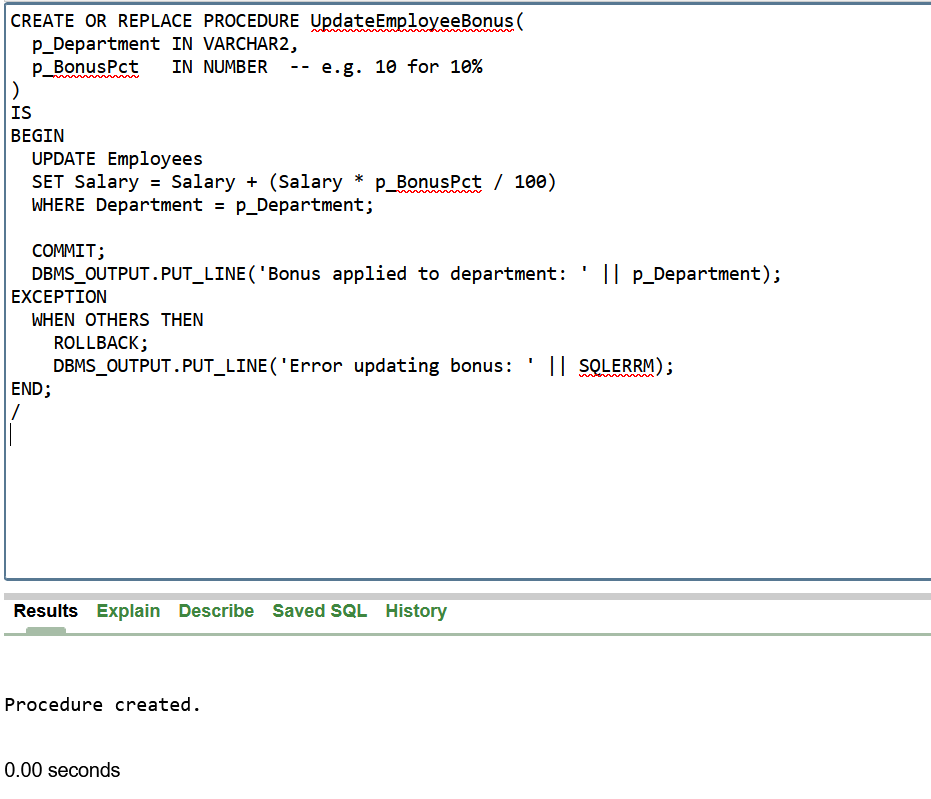 CREATE OR REPLACE PROCEDURE UpdateEmployeeBonus(
  p_Department IN VARCHAR2,
  p_BonusPct   IN NUMBER  -- e.g. 10 for 10%
)
IS
BEGIN
  UPDATE Employees
  SET Salary = Salary + (Salary * p_BonusPct / 100)
  WHERE Department = p_Department;

  COMMIT;
  DBMS_OUTPUT.PUT_LINE('Bonus applied to department: ' || p_Department);
EXCEPTION
  WHEN OTHERS THEN
    ROLLBACK;
    DBMS_OUTPUT.PUT_LINE('Error updating bonus: ' || SQLERRM);
END;
/
Results Explain Describe Saved SQL History
Procedure created.
0.00 seconds